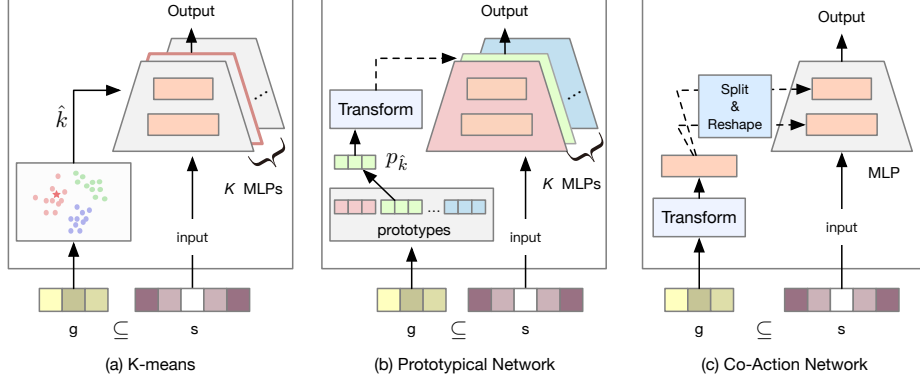 Output
k̂
...
K MLPs
input
g
⊆
s
(a) K-means
Output
Transform
p_k̂
...
K MLPs
...
prototypes
input
g
⊆
s
(b) Prototypical Network
Output
Split
&
Reshape
MLP
Transform
input
g
⊆
s
(c) Co-Action Network